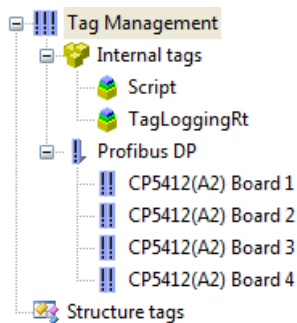 Tag Management
Internal tags
Script
TagLoggingRt
Profibus DP
CP5412(A2) Board 1
CP5412(A2) Board 2
CP5412(A2) Board 3
CP5412(A2) Board 4
Structure tags